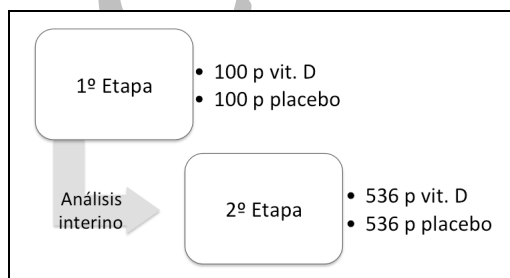 1º Etapa
• 100 p vit. D
• 100 p placebo
Análisis
interino
2º Etapa
• 536 p vit. D
• 536 p placebo